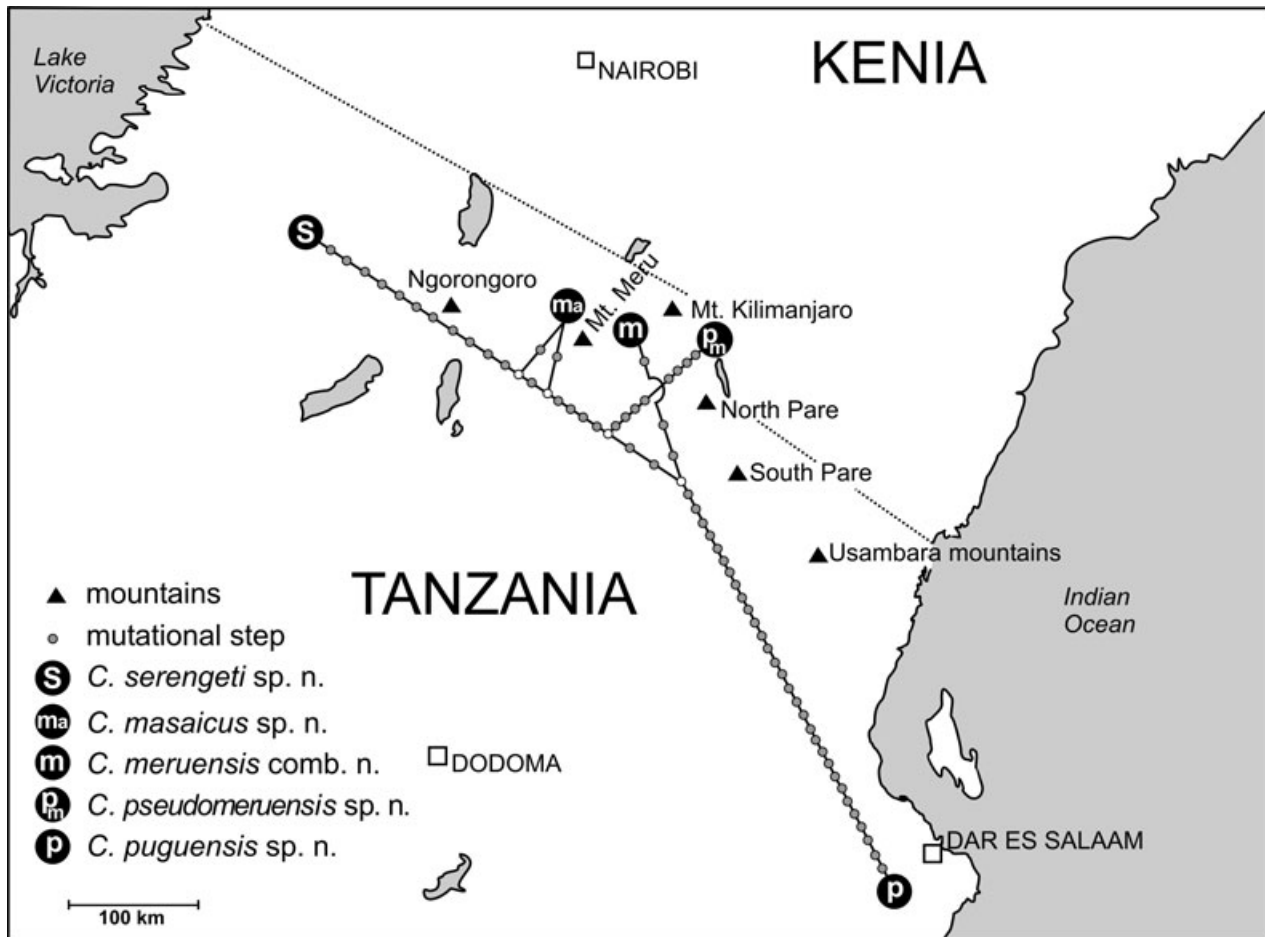 Lake
Victoria
NAIROBI
KENIA
S
Ngorongoro
ma
Mt. Meru
m
Mt. Kilimanjaro
pm
North Pare
South Pare
Usambara mountains
TANZANIA
Indian
Ocean
mountains
mutational step
S C. serengeti sp. n.
ma C. masaicus sp. n.
m C. meruensis comb. n.
pm C. pseudomeruensis sp. n.
p C. puguensis sp. n.
DODOMA
DAR ES SALAAM
p
100 km